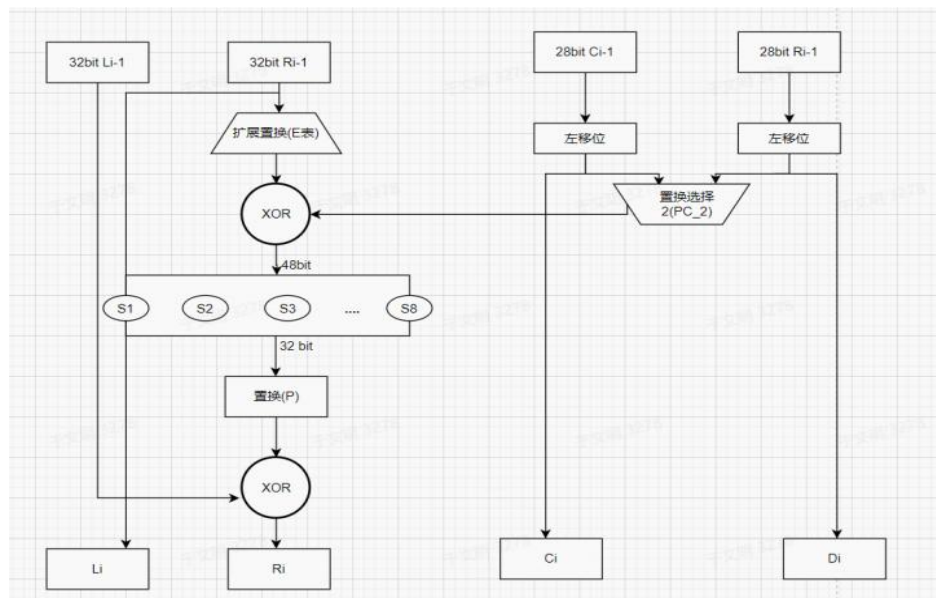 32bit Li-1
32bit Ri-1
28bit Ci-1
28bit Ri-1
扩展置换(E表)
左移位
左移位
置换选择
2(PC_2)
XOR
48bit
S1
S2
S3
....
S8
32 bit
置换(P)
XOR
Li
Ri
Ci
Di